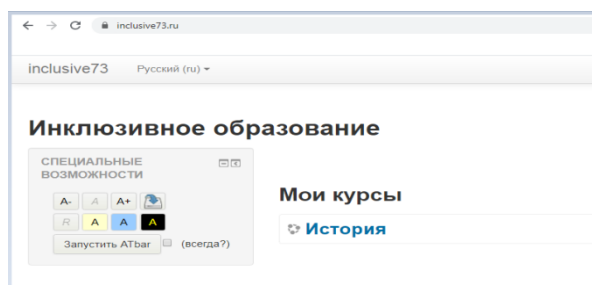 inclusive73.ru
inclusive73 Русский (ru)
Инклюзивное образование
СПЕЦИАЛЬНЫЕ
ВОЗМОЖНОСТИ
A- A A+
R A A A
Запустить ATbar (всегда?)
Мои курсы
История